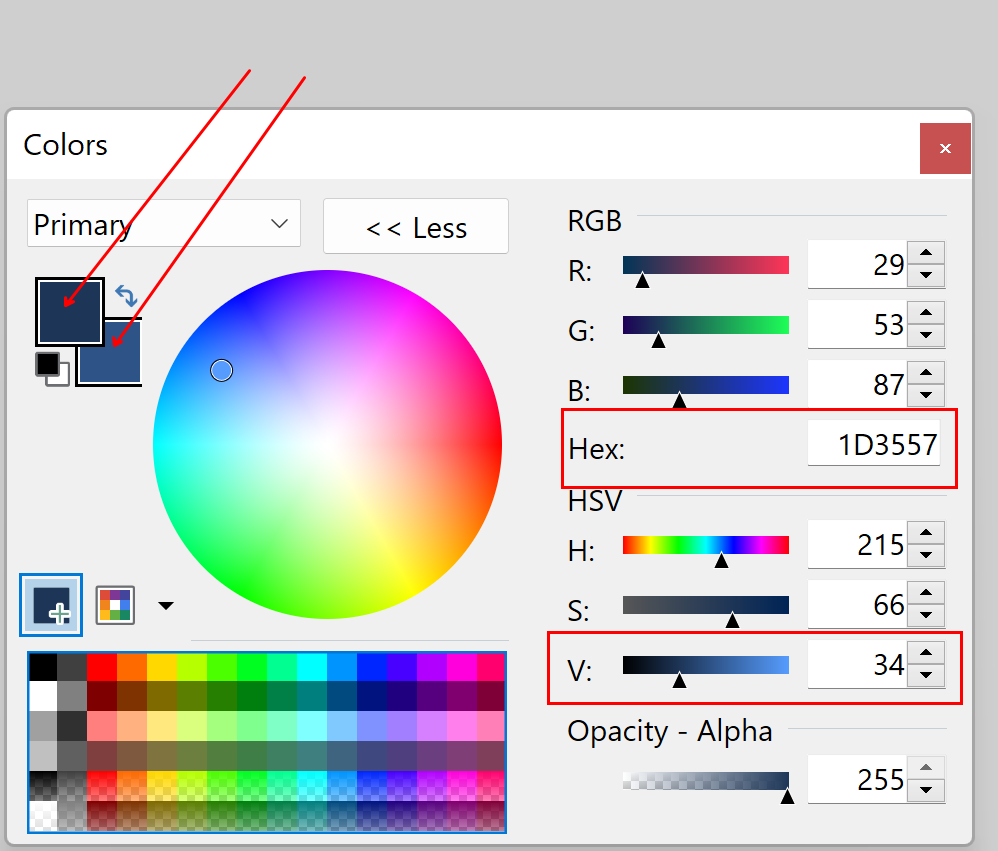 Colors
Primary
<< Less
RGB
R: 29
G: 53
B: 87
Hex: 1D3557
HSV
H: 215
S: 66
V: 34
Opacity - Alpha
255